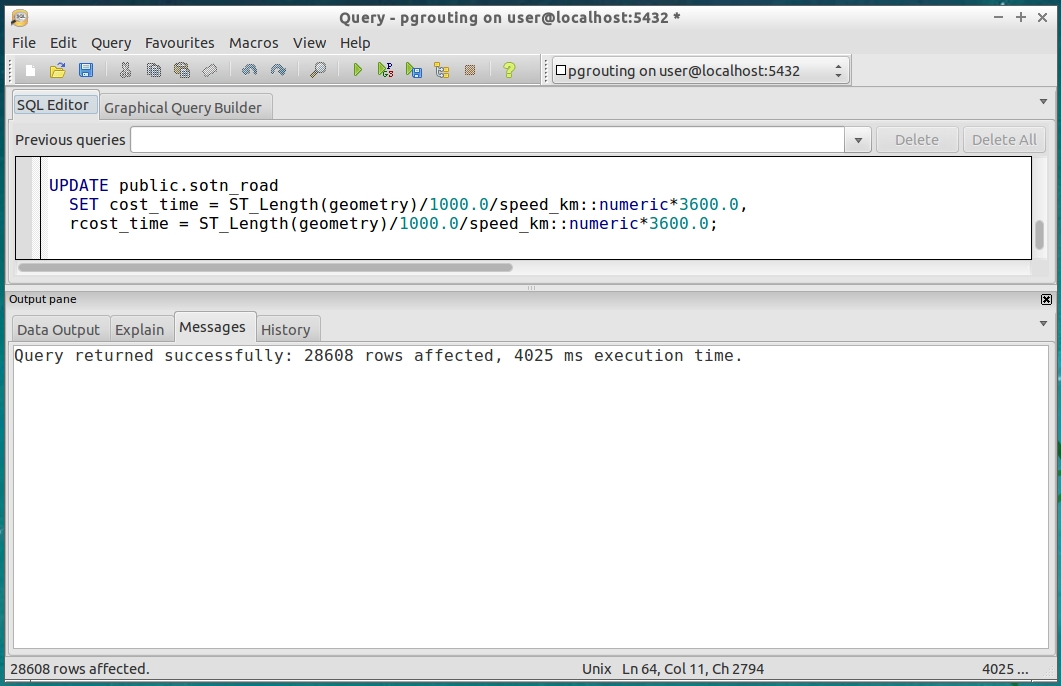 Query - pgrouting on user@localhost:5432 *
File Edit Query Favourites Macros View Help
pgrouting on user@localhost:5432
SQL Editor Graphical Query Builder
Previous queries Delete Delete All
UPDATE public.sotn_road
SET cost_time = ST_Length(geometry)/1000.0/speed_km::numeric*3600.0,
rcost_time = ST_Length(geometry)/1000.0/speed_km::numeric*3600.0;
Output pane
Data Output Explain Messages History
Query returned successfully: 28608 rows affected, 4025 ms execution time.
28608 rows affected. Unix Ln 64, Col 11, Ch 2794 4025 ...